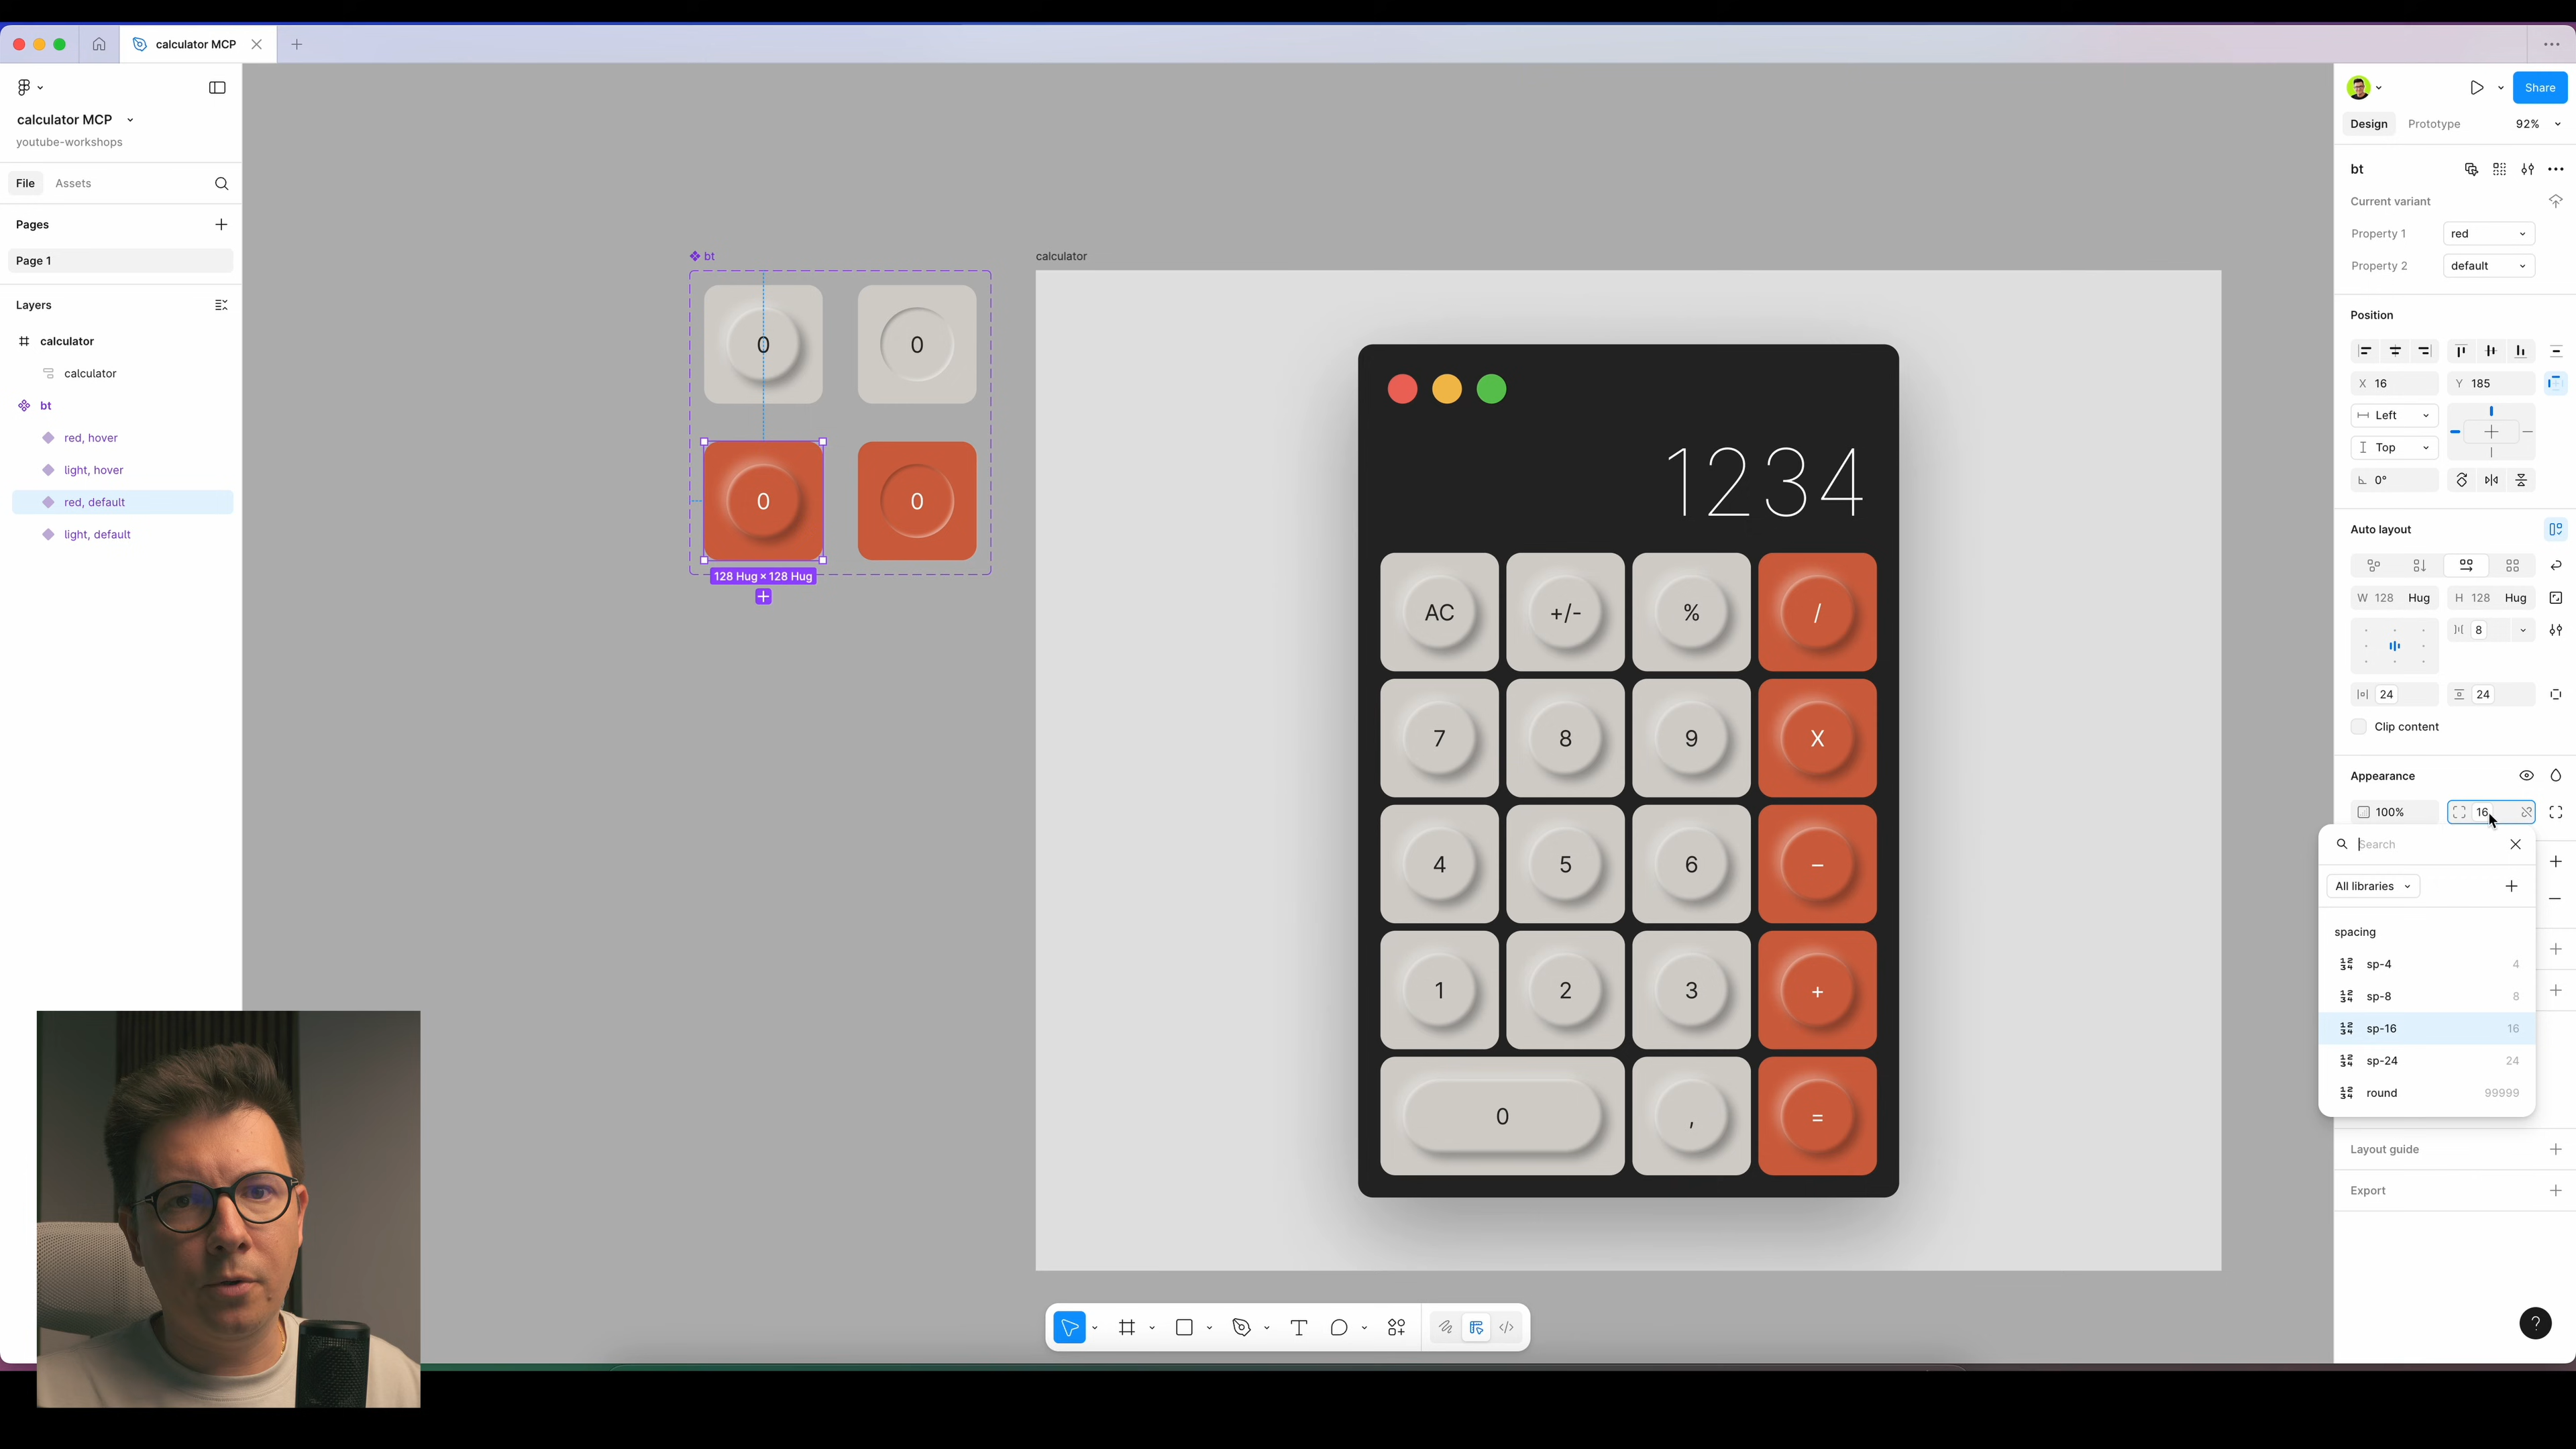 calculator MCP
calculator MCP
youtube-workshops
File
Assets
Pages
Page 1
Layers
calculator
calculator
bt
red, hover
light, hover
red, default
light, default
bt
0
0
0
0
128 Hug × 128 Hug
calculator
1234
AC
+/-
%
/
7
8
9
X
4
5
6
−
1
2
3
+
0
,
=
Share
Design
Prototype
92%
bt
Current variant
Property 1
red
Property 2
default
Position
X 16
Y 185
Left
Top
0°
Auto layout
W 128 Hug
H 128 Hug
8
24
24
Clip content
Appearance
100%
16
Search
All libraries
spacing
sp-4 4
sp-8 8
sp-16 16
sp-24 24
round 99999
Layout guide
Export
?